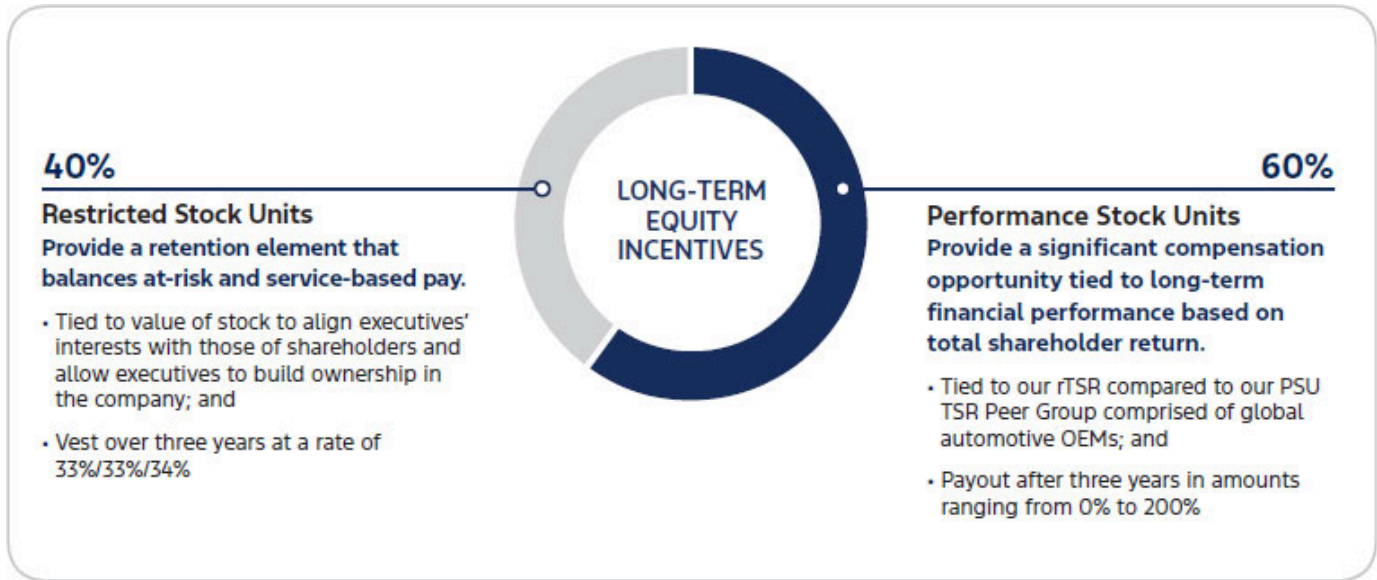 40%
Restricted Stock Units
Provide a retention element that
balances at-risk and service-based pay.
• Tied to value of stock to align executives’
interests with those of shareholders and
allow executives to build ownership in
the company; and
• Vest over three years at a rate of
33%/33%/34%
LONG-TERM
EQUITY
INCENTIVES
60%
Performance Stock Units
Provide a significant compensation
opportunity tied to long-term
financial performance based on
total shareholder return.
• Tied to our rTSR compared to our PSU
TSR Peer Group comprised of global
automotive OEMs; and
• Payout after three years in amounts
ranging from 0% to 200%